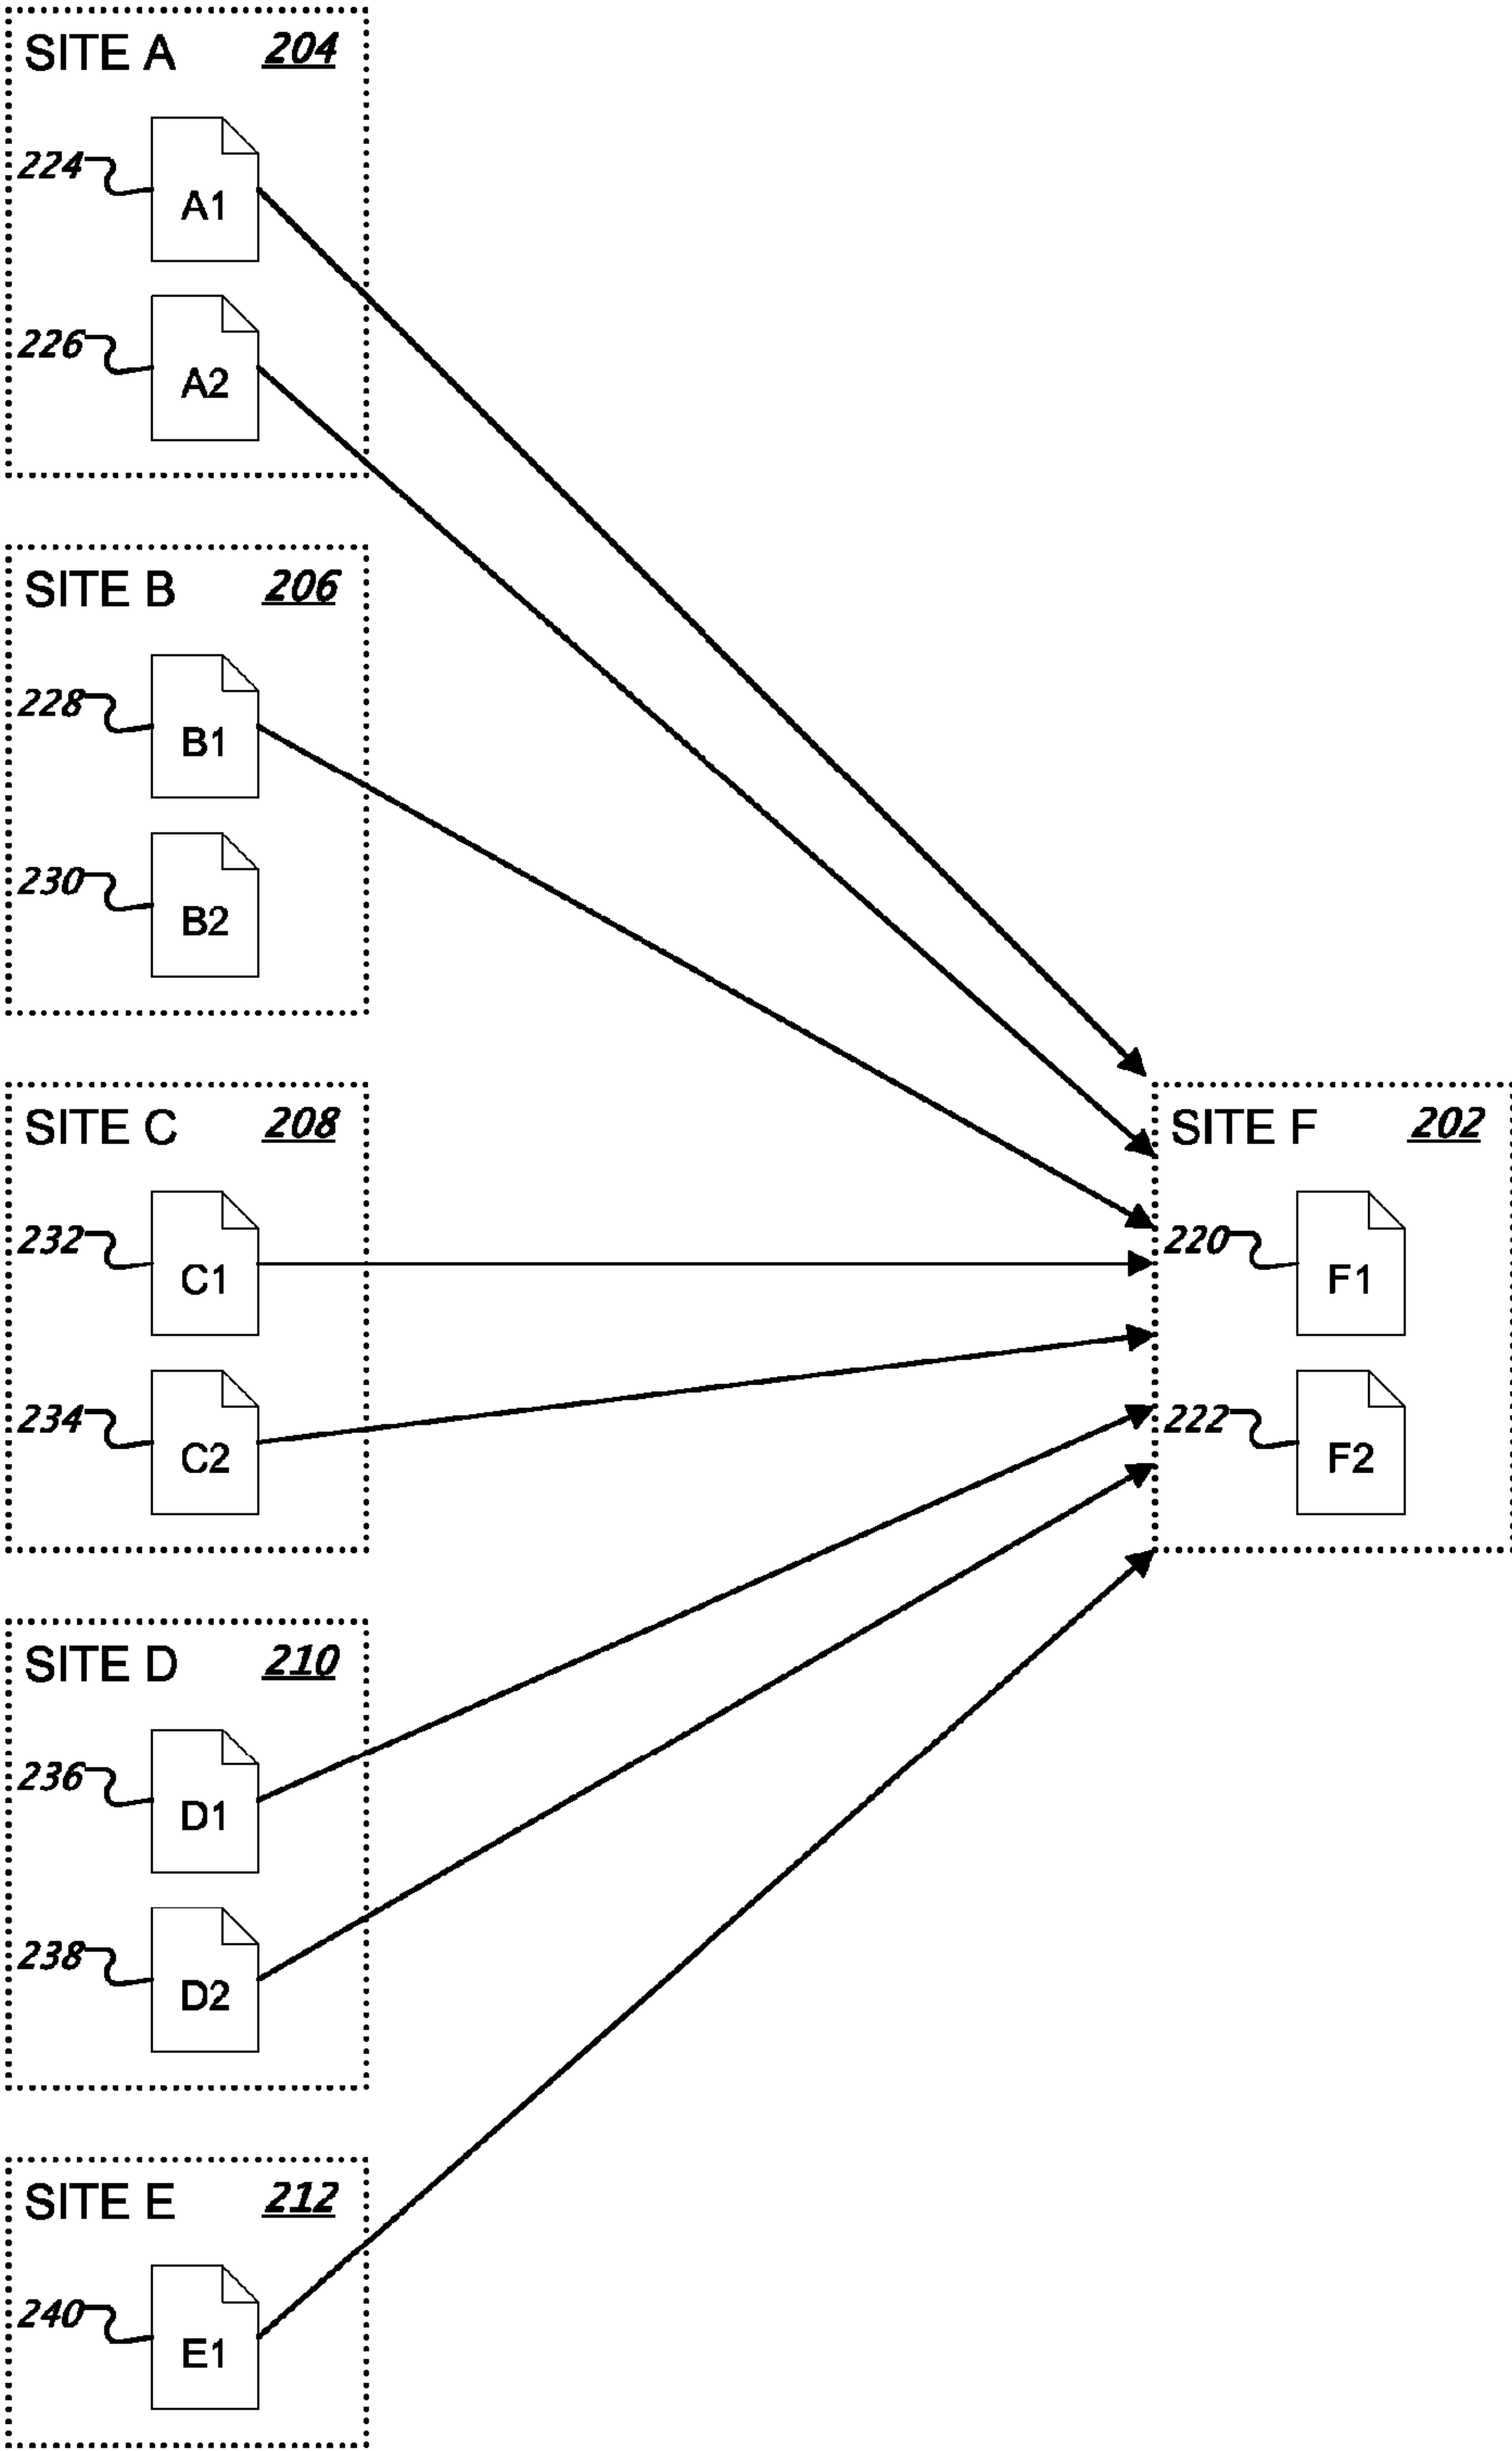 SITE A 204
224
A1
226
A2
SITE B 206
228
B1
230
B2
SITE C 208
232
C1
234
C2
SITE D 210
236
D1
238
D2
SITE E 212
240
E1
SITE F 202
220
F1
222
F2